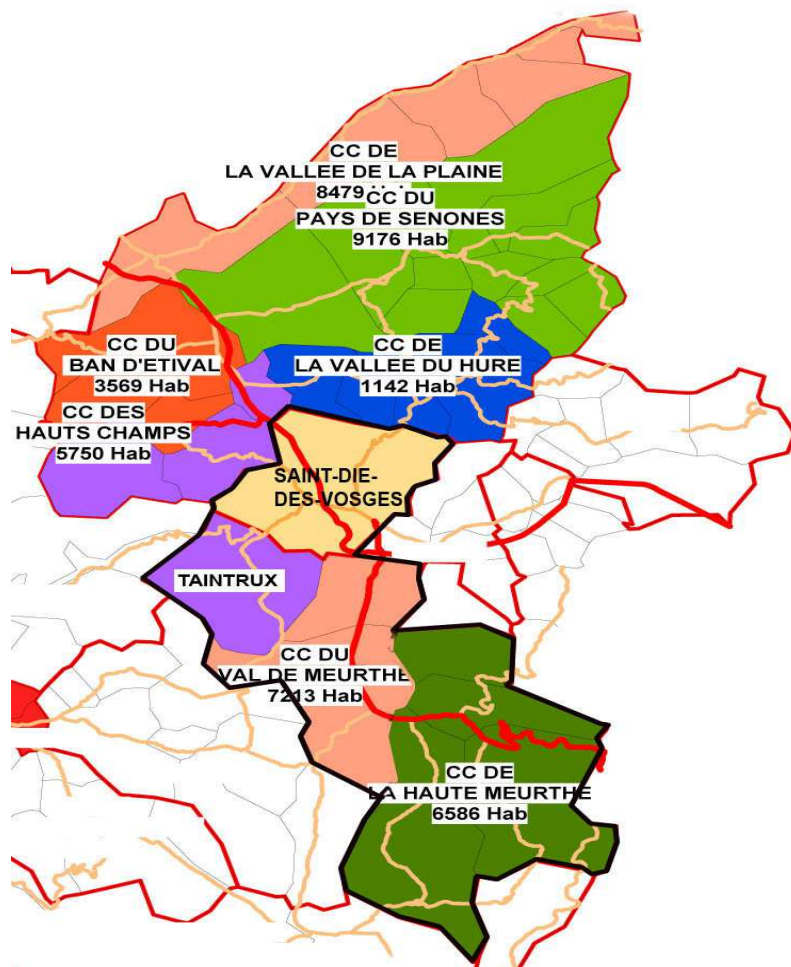 CC DE
LA VALLEE DE LA PLAINE
8479 Hab
CC DU
PAYS DE SENONES
9176 Hab
CC DU
BAN D'ETIVAL
3569 Hab
CC DE
LA VALLEE DU HURE
1142 Hab
CC DES
HAUTS CHAMPS
5750 Hab
SAINT-DIE-
DES-VOSGES
TAINTRUX
CC DU
VAL DE MEURTHE
7213 Hab
CC DE
LA HAUTE MEURTHE
6586 Hab